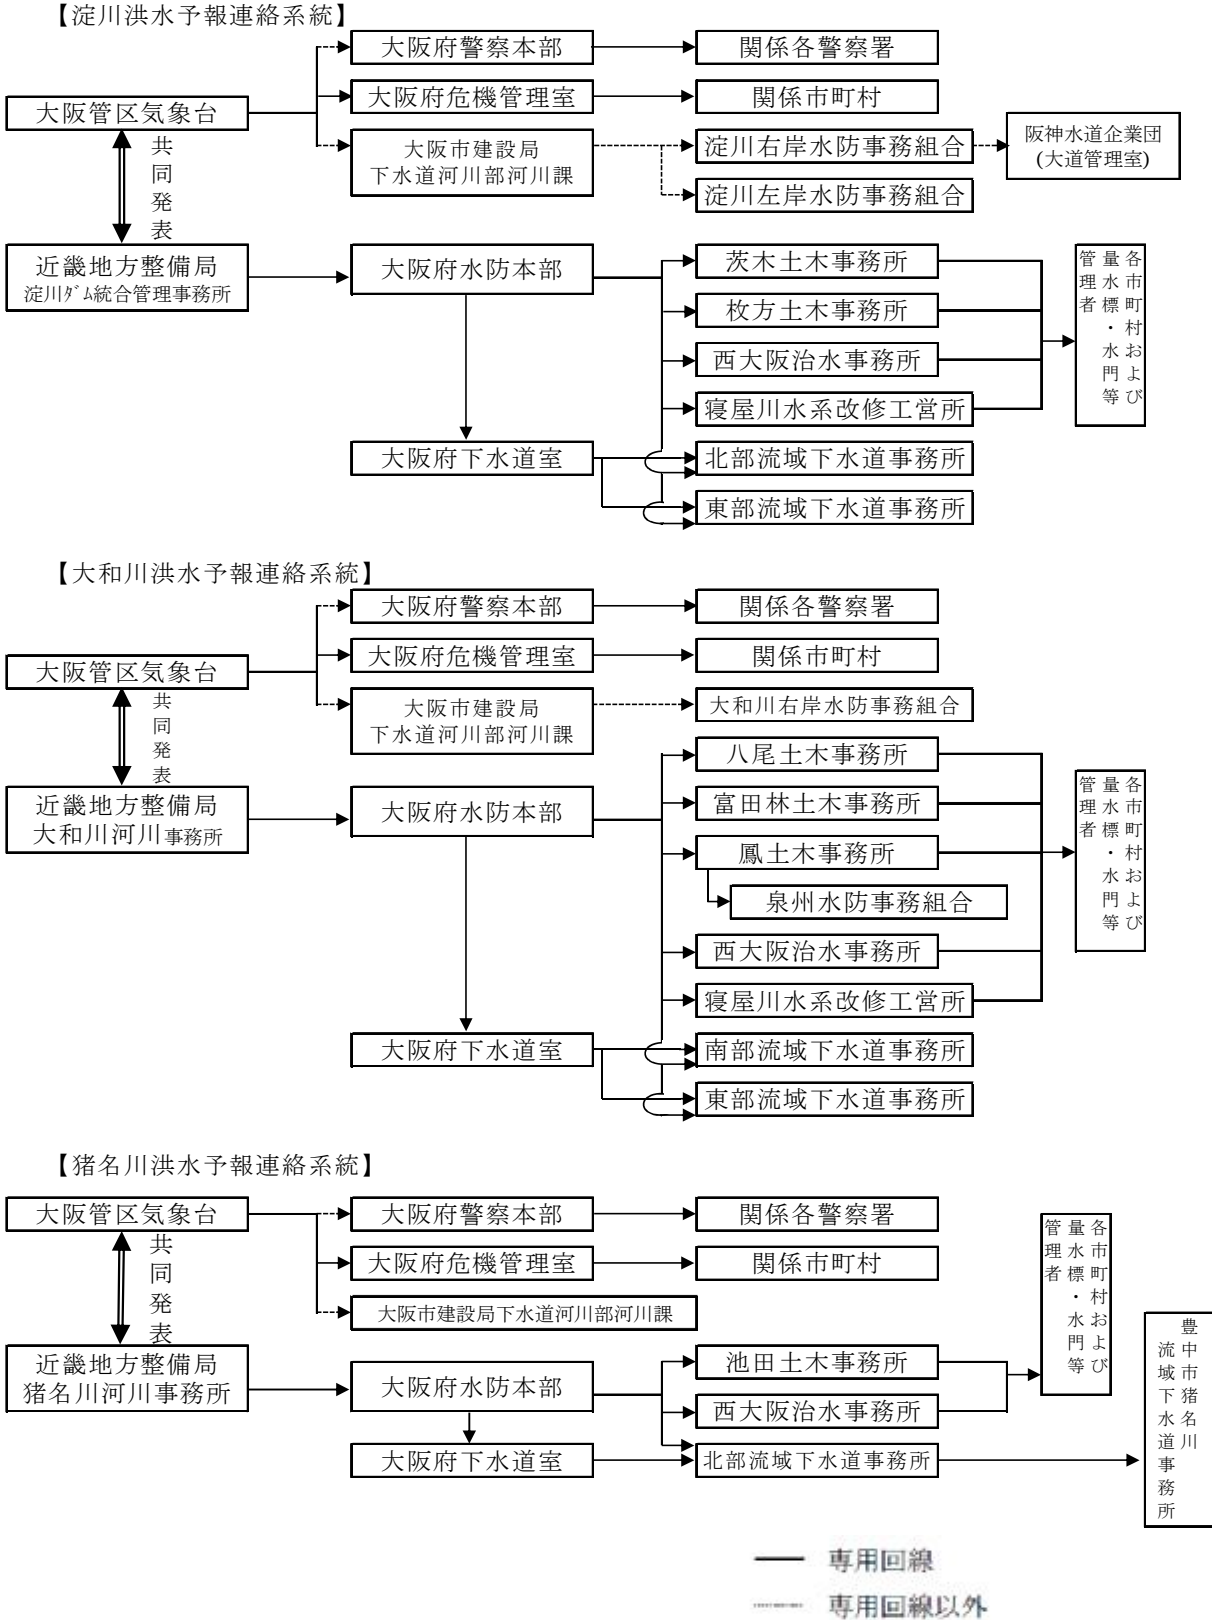 【淀川洪水予報連絡系統】
大阪府警察本部
関係各警察署
大阪管区気象台
大阪府危機管理室
関係市町村
共同発表
大阪市建設局
下水道河川部河川課
淀川右岸水防事務組合
阪神水道企業団
(大道管理室)
淀川左岸水防事務組合
近畿地方整備局
淀川ダム統合管理事務所
大阪府水防本部
茨木土木事務所
枚方土木事務所
西大阪治水事務所
寝屋川水系改修工営所
各市町村および
量水標・水門等
管理者
大阪府下水道室
北部流域下水道事務所
東部流域下水道事務所
【大和川洪水予報連絡系統】
大阪府警察本部
関係各警察署
大阪管区気象台
大阪府危機管理室
関係市町村
共同発表
大阪市建設局
下水道河川部河川課
大和川右岸水防事務組合
近畿地方整備局
大和川河川事務所
大阪府水防本部
八尾土木事務所
富田林土木事務所
鳳土木事務所
泉州水防事務組合
西大阪治水事務所
寝屋川水系改修工営所
各市町村および
量水標・水門等
管理者
大阪府下水道室
南部流域下水道事務所
東部流域下水道事務所
【猪名川洪水予報連絡系統】
大阪管区気象台
大阪府警察本部
関係各警察署
共同発表
大阪府危機管理室
関係市町村
大阪市建設局下水道河川部河川課
近畿地方整備局
猪名川河川事務所
大阪府水防本部
池田土木事務所
西大阪治水事務所
各市町村および
量水標・水門等
管理者
大阪府下水道室
北部流域下水道事務所
豊中市猪名川
流域下水道事務所
専用回線
専用回線以外